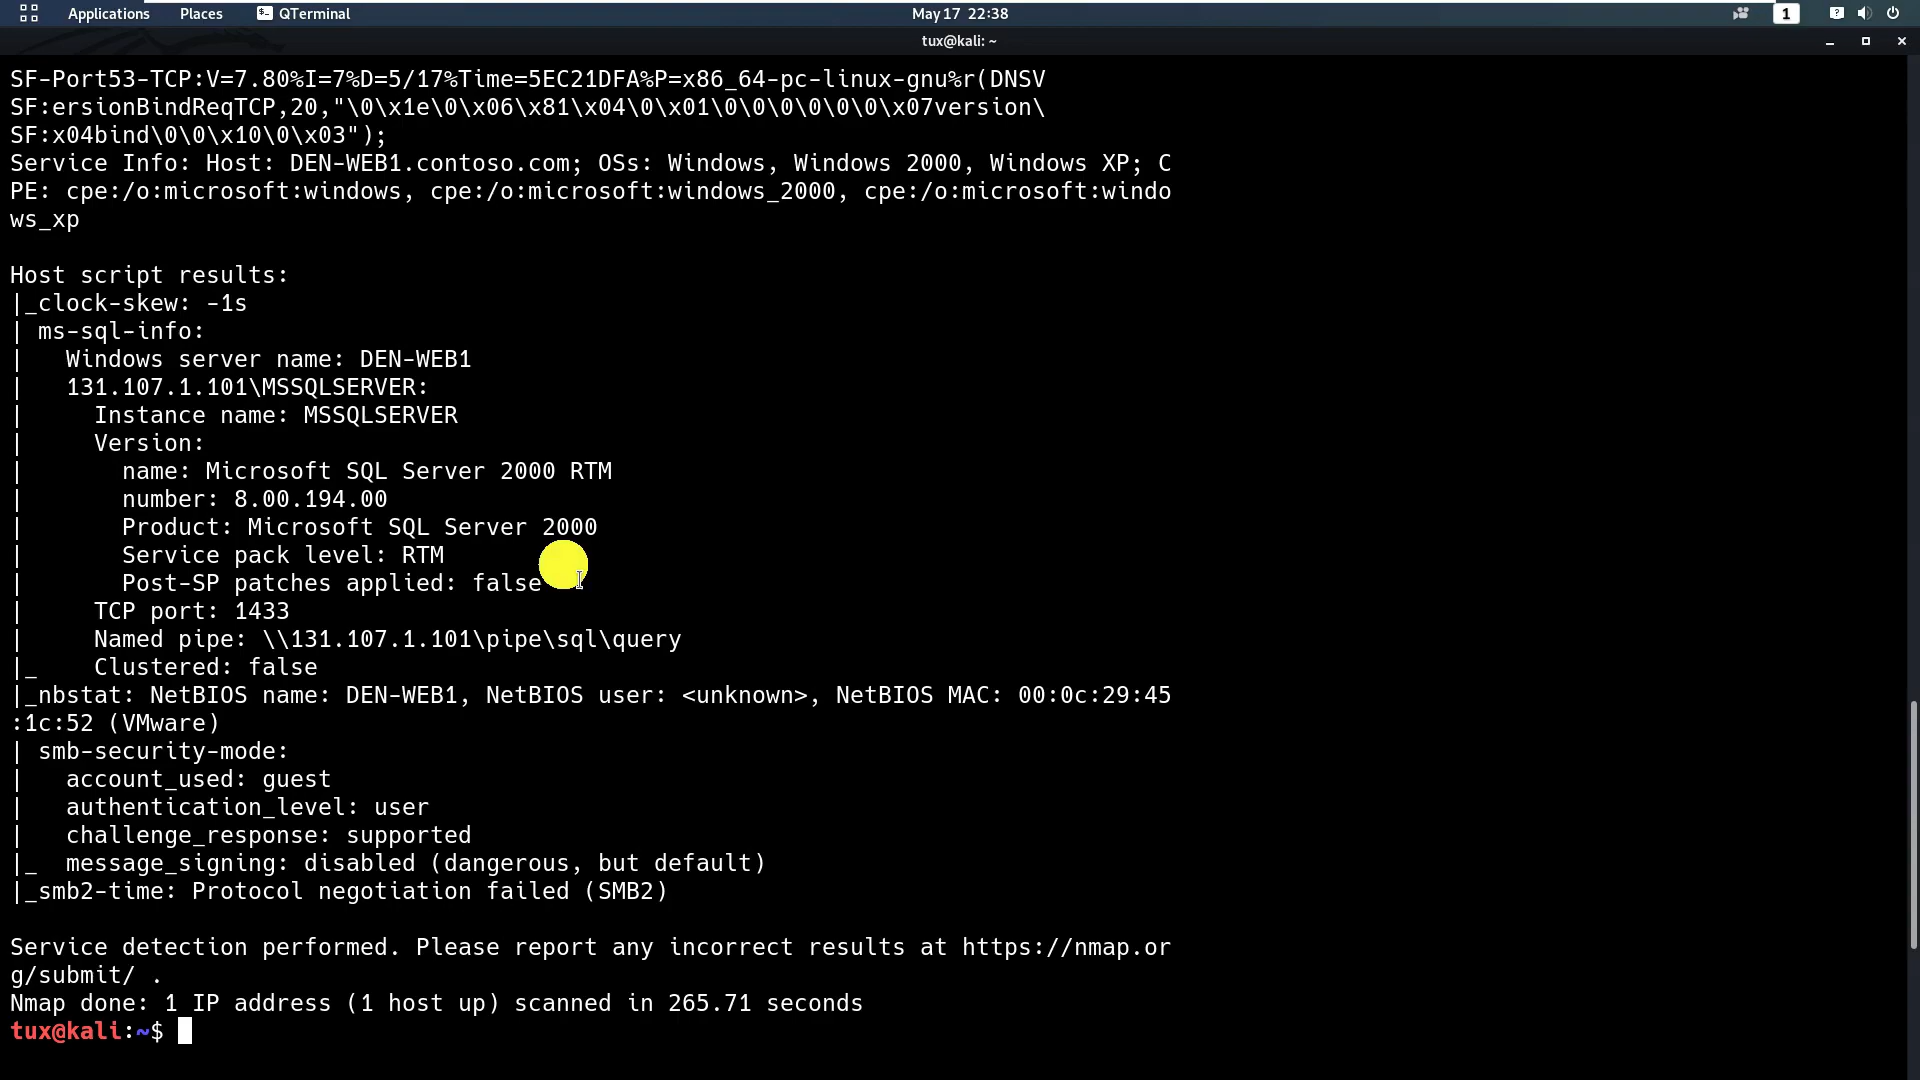 Applications Places QTerminal May 17 22:38 1
tux@kali: ~
SF-Port53-TCP:V=7.80%I=7%D=5/17%Time=5EC21DFA%P=x86_64-pc-linux-gnu%r(DNSV
SF:ersionBindReqTCP,20,"\0\x1e\0\x06\x81\x04\0\x01\0\0\0\0\0\0\x07version\
SF:x04bind\0\0\x10\0\x03");
Service Info: Host: DEN-WEB1.contoso.com; OSs: Windows, Windows 2000, Windows XP; C
PE: cpe:/o:microsoft:windows, cpe:/o:microsoft:windows_2000, cpe:/o:microsoft:windo
ws_xp
Host script results:
|_clock-skew: -1s
| ms-sql-info:
|   Windows server name: DEN-WEB1
|   131.107.1.101\MSSQLSERVER:
|     Instance name: MSSQLSERVER
|     Version:
|       name: Microsoft SQL Server 2000 RTM
|       number: 8.00.194.00
|       Product: Microsoft SQL Server 2000
|       Service pack level: RTM
|       Post-SP patches applied: false
|     TCP port: 1433
|     Named pipe: \\131.107.1.101\pipe\sql\query
|_    Clustered: false
|_nbstat: NetBIOS name: DEN-WEB1, NetBIOS user: <unknown>, NetBIOS MAC: 00:0c:29:45
:1c:52 (VMware)
| smb-security-mode:
|   account_used: guest
|   authentication_level: user
|   challenge_response: supported
|_  message_signing: disabled (dangerous, but default)
|_smb2-time: Protocol negotiation failed (SMB2)
Service detection performed. Please report any incorrect results at https://nmap.or
g/submit/ .
Nmap done: 1 IP address (1 host up) scanned in 265.71 seconds
tux@kali:~$